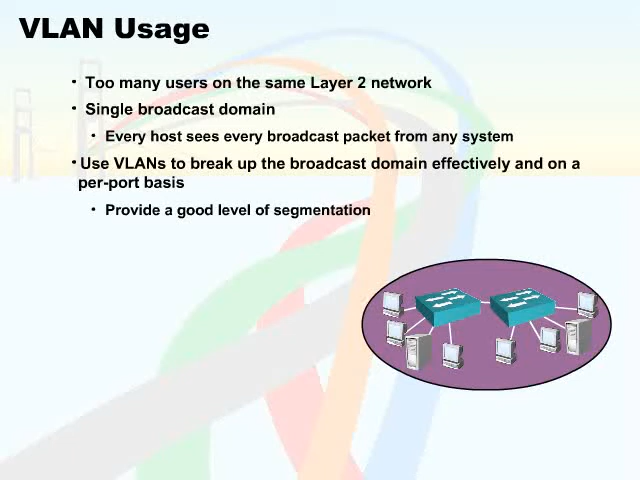 VLAN Usage
• Too many users on the same Layer 2 network
• Single broadcast domain
• Every host sees every broadcast packet from any system
• Use VLANs to break up the broadcast domain effectively and on a
per-port basis
• Provide a good level of segmentation